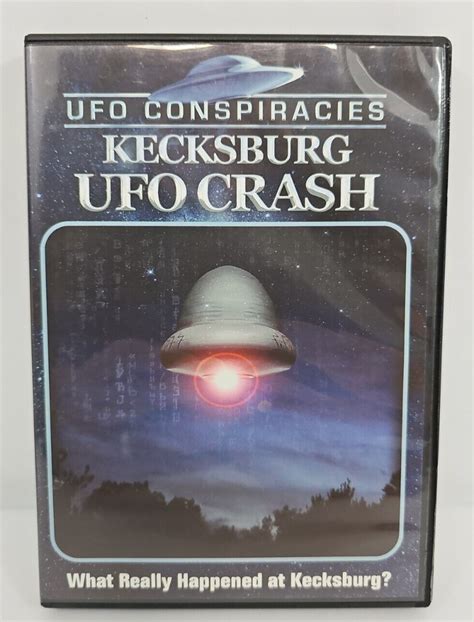 UFO CONSPIRACIES
KECKSBURG
UFO CRASH
What Really Happened at Kecksburg?